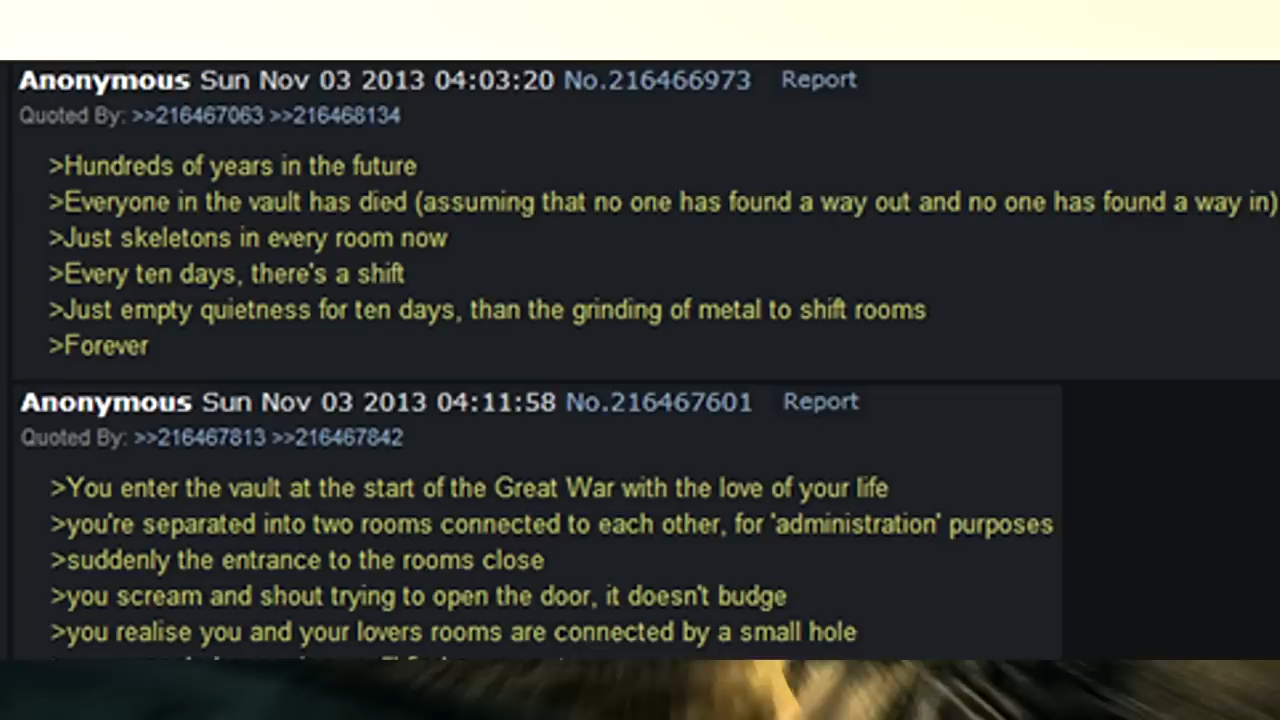 Anonymous Sun Nov 03 2013 04:03:20 No.216466973 Report
Quoted By: >>216467063 >>216468134
>Hundreds of years in the future
>Everyone in the vault has died (assuming that no one has found a way out and no one has found a way in)
>Just skeletons in every room now
>Every ten days, there's a shift
>Just empty quietness for ten days, than the grinding of metal to shift rooms
>Forever
Anonymous Sun Nov 03 2013 04:11:58 No.216467601 Report
Quoted By: >>216467813 >>216467842
>You enter the vault at the start of the Great War with the love of your life
>you're separated into two rooms connected to each other, for 'administration' purposes
>suddenly the entrance to the rooms close
>you scream and shout trying to open the door, it doesn't budge
>you realise you and your lovers rooms are connected by a small hole